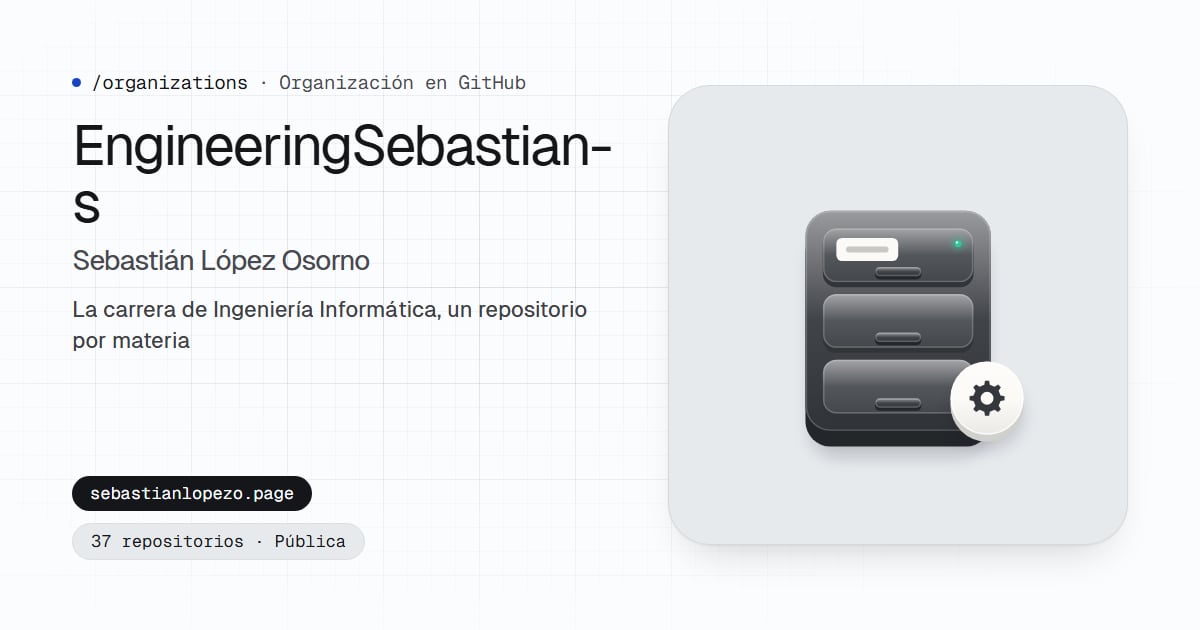 /organizations · Organización en GitHub
EngineeringSebastian-
s
Sebastián López Osorno
La carrera de Ingeniería Informática, un repositorio
por materia
sebastianlopezo.page
37 repositorios · Pública